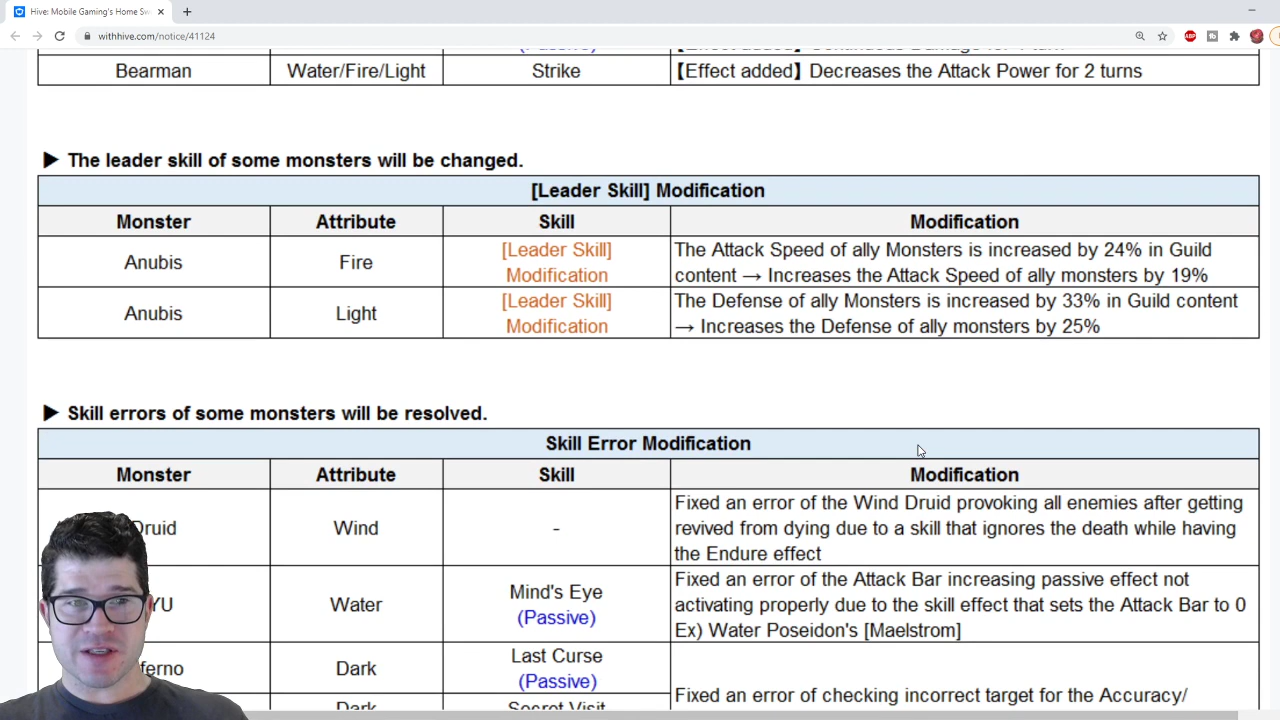 Hive: Mobile Gaming's Home Sw
withhive.com/notice/41124
ABP
(Passive)
Bearman Water/Fire/Light Strike 【Effect added】 Decreases the Attack Power for 2 turns
▶ The leader skill of some monsters will be changed.
[Leader Skill] Modification
Monster Attribute Skill Modification
Anubis Fire [Leader Skill] Modification
The Attack Speed of ally Monsters is increased by 24% in Guild
content → Increases the Attack Speed of ally monsters by 19%
Anubis Light [Leader Skill] Modification
The Defense of ally Monsters is increased by 33% in Guild content
→ Increases the Defense of ally monsters by 25%
▶ Skill errors of some monsters will be resolved.
Skill Error Modification
Monster Attribute Skill Modification
Druid Wind -
Fixed an error of the Wind Druid provoking all enemies after getting
revived from dying due to a skill that ignores the death while having
the Endure effect
YU Water Mind's Eye
(Passive)
Fixed an error of the Attack Bar increasing passive effect not
activating properly due to the skill effect that sets the Attack Bar to 0
Ex) Water Poseidon's [Maelstrom]
ferno Dark Last Curse
(Passive)
Fixed an error of checking incorrect target for the Accuracy/
Dark Secret Visit